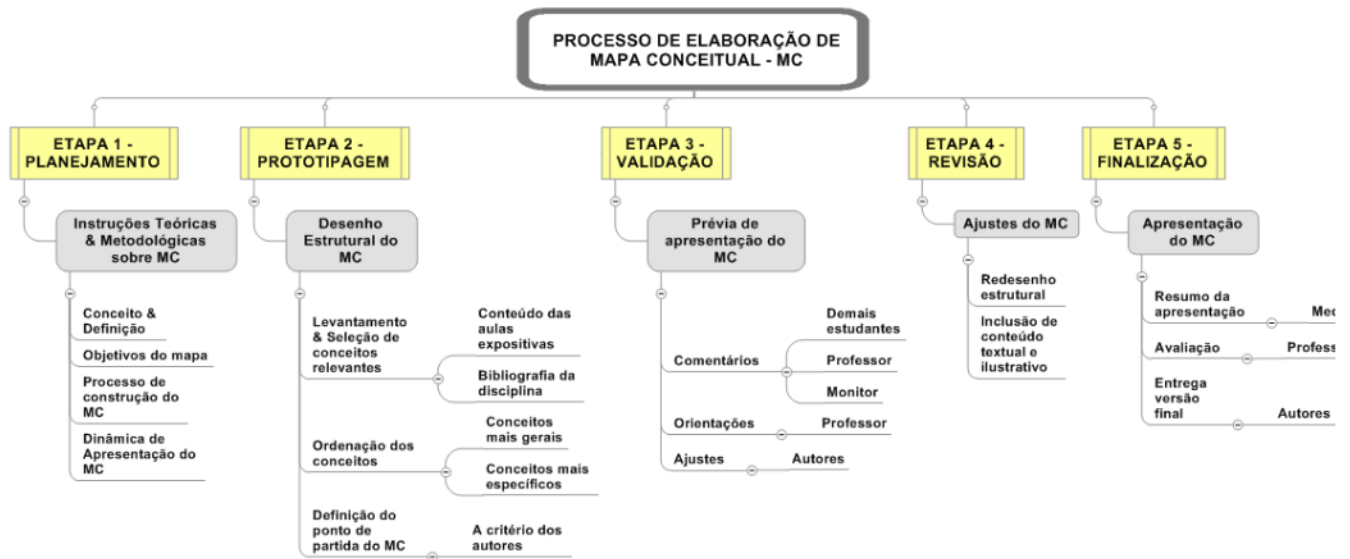 PROCESSO DE ELABORAÇÃO DE
MAPA CONCEITUAL - MC
ETAPA 1 -
PLANEJAMENTO
Instruções Teóricas
& Metodológicas
sobre MC
Conceito &
Definição
Objetivos do mapa
Processo de
construção do
MC
Dinâmica de
Apresentação do
MC
ETAPA 2 -
PROTOTIPAGEM
Desenho
Estrutural do
MC
Levantamento
& Seleção de
conceitos
relevantes
Conteúdo das
aulas
expositivas
Bibliografia da
disciplina
Ordenação dos
conceitos
Conceitos
mais gerais
Conceitos mais
específicos
Definição do
ponto de
partida do MC
A critério dos
autores
ETAPA 3 -
VALIDAÇÃO
Prévia de
apresentação do
MC
Comentários
Demais
estudantes
Professor
Monitor
Orientações
Professor
Ajustes
Autores
ETAPA 4 -
REVISÃO
Ajustes do MC
Redesenho
estrutural
Inclusão de
conteúdo
textual e
ilustrativo
ETAPA 5 -
FINALIZAÇÃO
Apresentação
do MC
Resumo da
apresentação
Avaliação
Entrega
versão
final
Autores